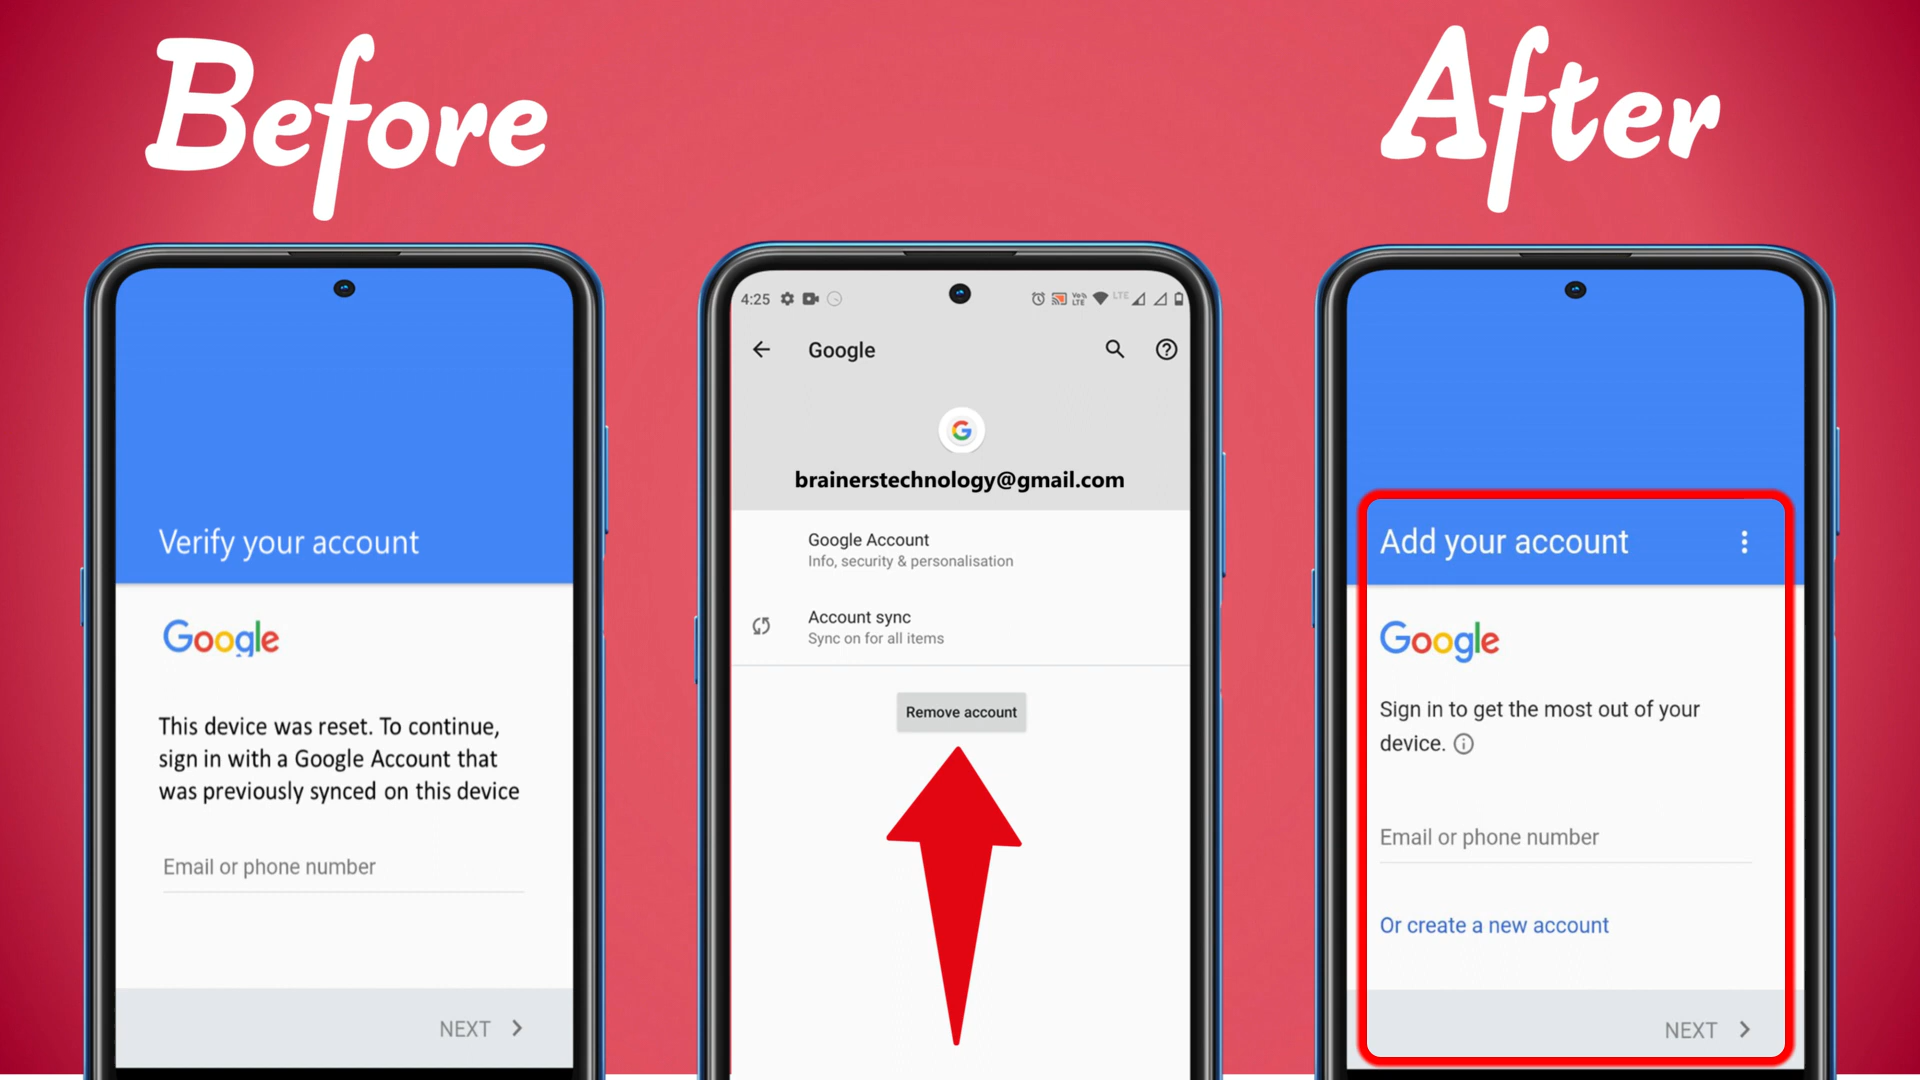 Before
After
Verify your account
Google
This device was reset. To continue,
sign in with a Google Account that
was previously synced on this device
Email or phone number
NEXT
4:25
Vo))
LTE
LTE
Google
G
brainerstechnology@gmail.com
Google Account
Info, security & personalisation
Account sync
Sync on for all items
Remove account
Add your account
Google
Sign in to get the most out of your
device.
Email or phone number
Or create a new account
NEXT